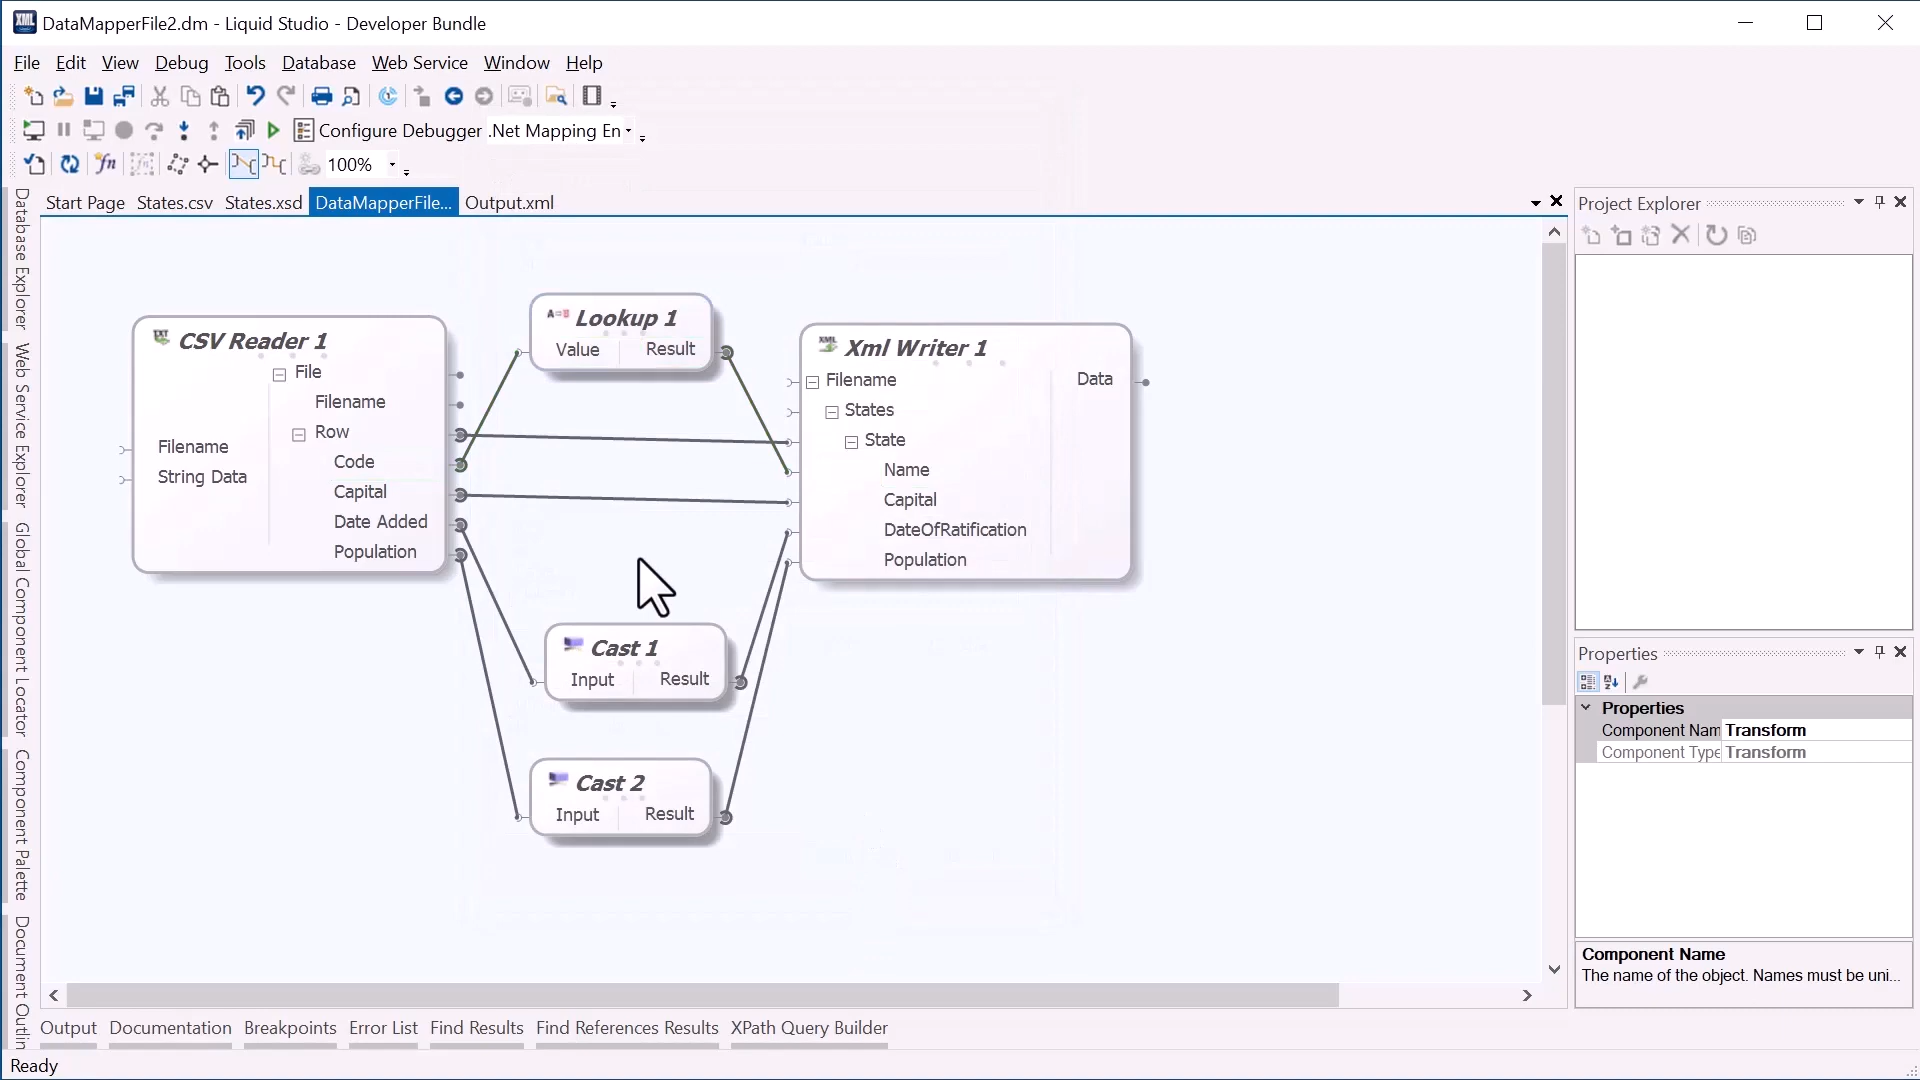 DataMapperFile2.dm - Liquid Studio - Developer Bundle
File Edit View Debug Tools Database Web Service Window Help
Configure Debugger .Net Mapping En
fn 100%
Start Page States.csv States.xsd DataMapperFile... Output.xml
Database Explorer
Web Service Explorer
Global Component Locator
Component Palette
Document Outlin
CSV Reader 1
File
Filename
Row
Filename
Code
String Data
Capital
Date Added
Population
Lookup 1
Value Result
Xml Writer 1
Filename
Data
States
State
Name
Capital
DateOfRatification
Population
Cast 1
Input Result
Cast 2
Input Result
Project Explorer
Properties
Properties
Component Nam Transform
Component Type Transform
Component Name
The name of the object. Names must be uni...
Output Documentation Breakpoints Error List Find Results Find References Results XPath Query Builder
Ready